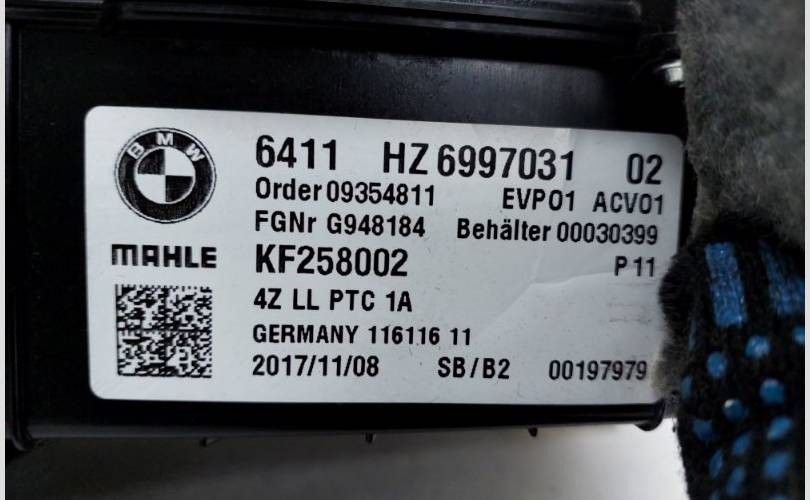 BMW
6411 HZ 6997031 02
Order 09354811 EVP01 ACV01
FGNr G948184 Behälter 00030399
MAHLE KF258002 P 11
4Z LL PTC 1A
GERMANY 116116 11
2017/11/08 SB/B2 00197979